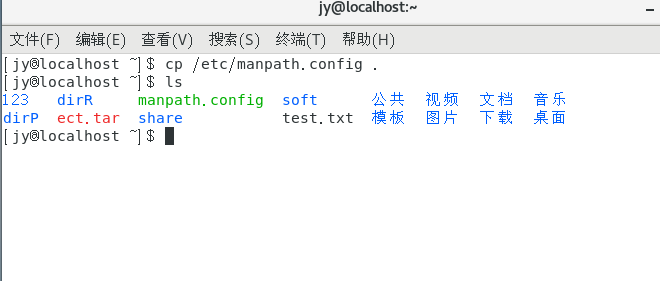 jy@localhost:~
文件(F) 编辑(E) 查看(V) 搜索(S) 终端(T) 帮助(H)
[jy@localhost ~]$ cp /etc/manpath.config .
[jy@localhost ~]$ ls
123 dirR manpath.config soft 公共 视频 文档 音乐
dirP ect.tar share test.txt 模板 图片 下载 桌面
[jy@localhost ~]$